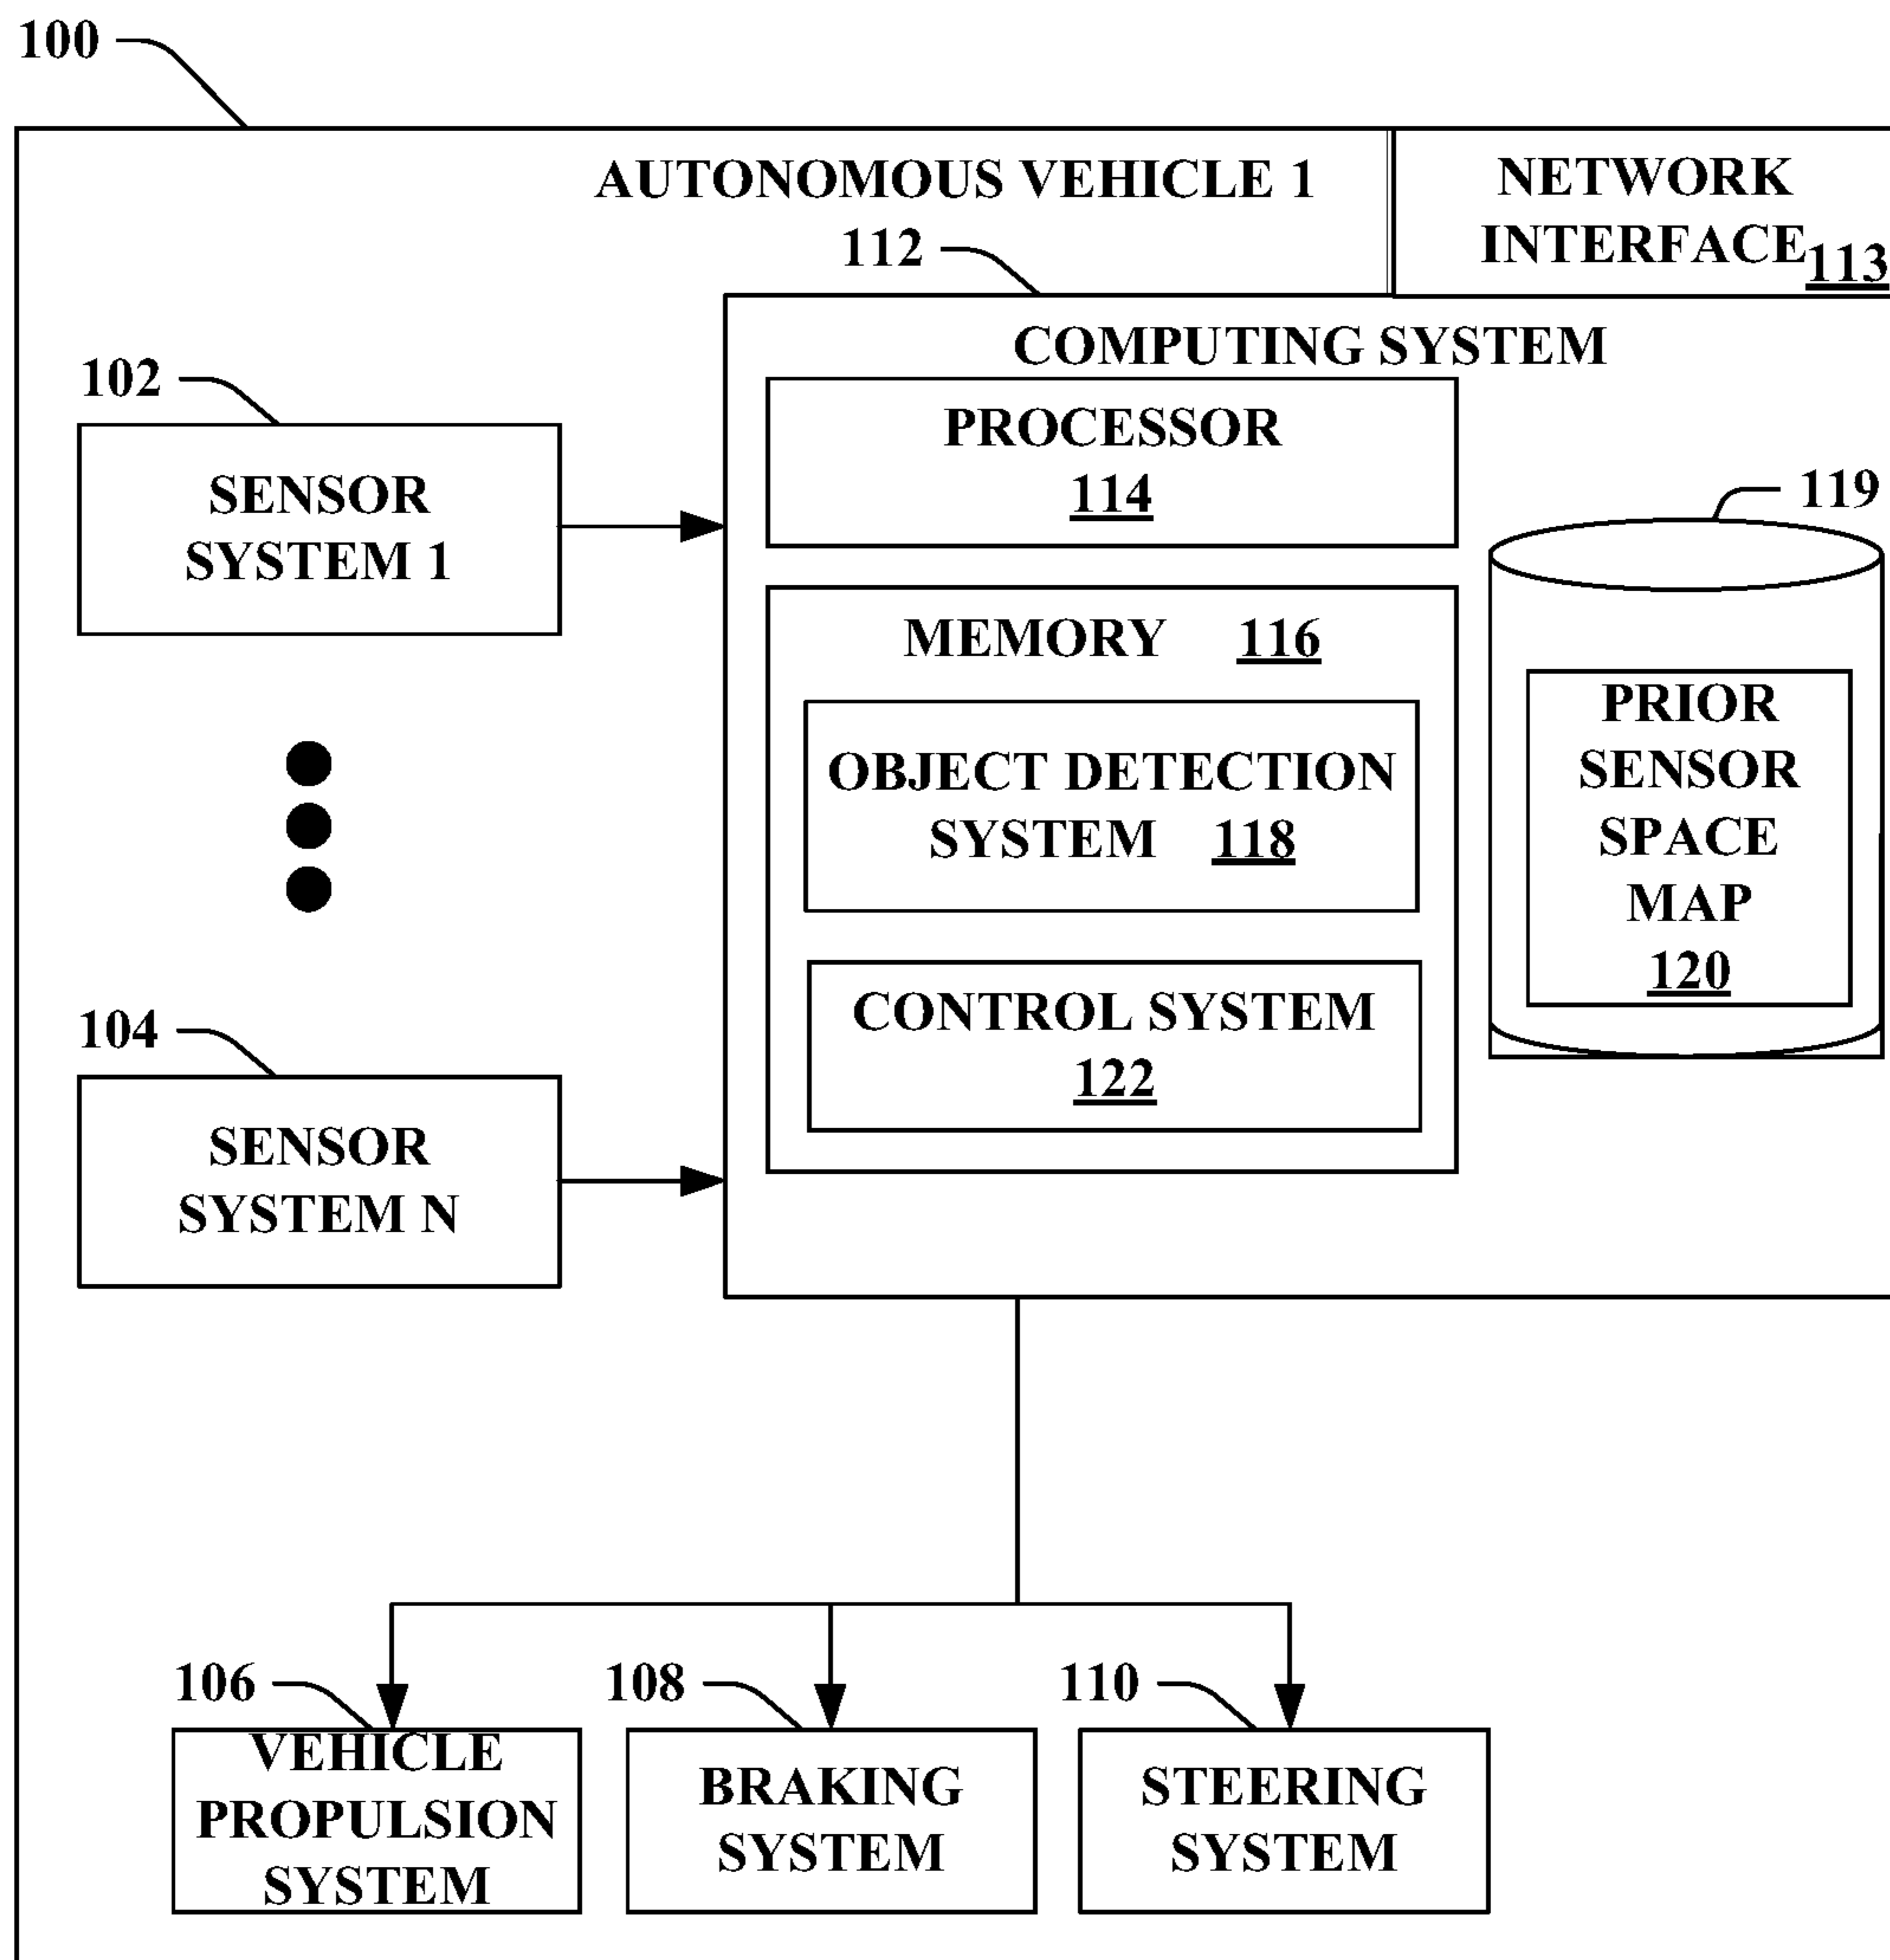 100
AUTONOMOUS VEHICLE 1
NETWORK
INTERFACE 113
112
COMPUTING SYSTEM
102
SENSOR
SYSTEM 1
PROCESSOR
114
119
MEMORY 116
OBJECT DETECTION
SYSTEM 118
PRIOR
SENSOR
SPACE
MAP
120
CONTROL SYSTEM
122
104
SENSOR
SYSTEM N
106
VEHICLE
PROPULSION
SYSTEM
108
BRAKING
SYSTEM
110
STEERING
SYSTEM